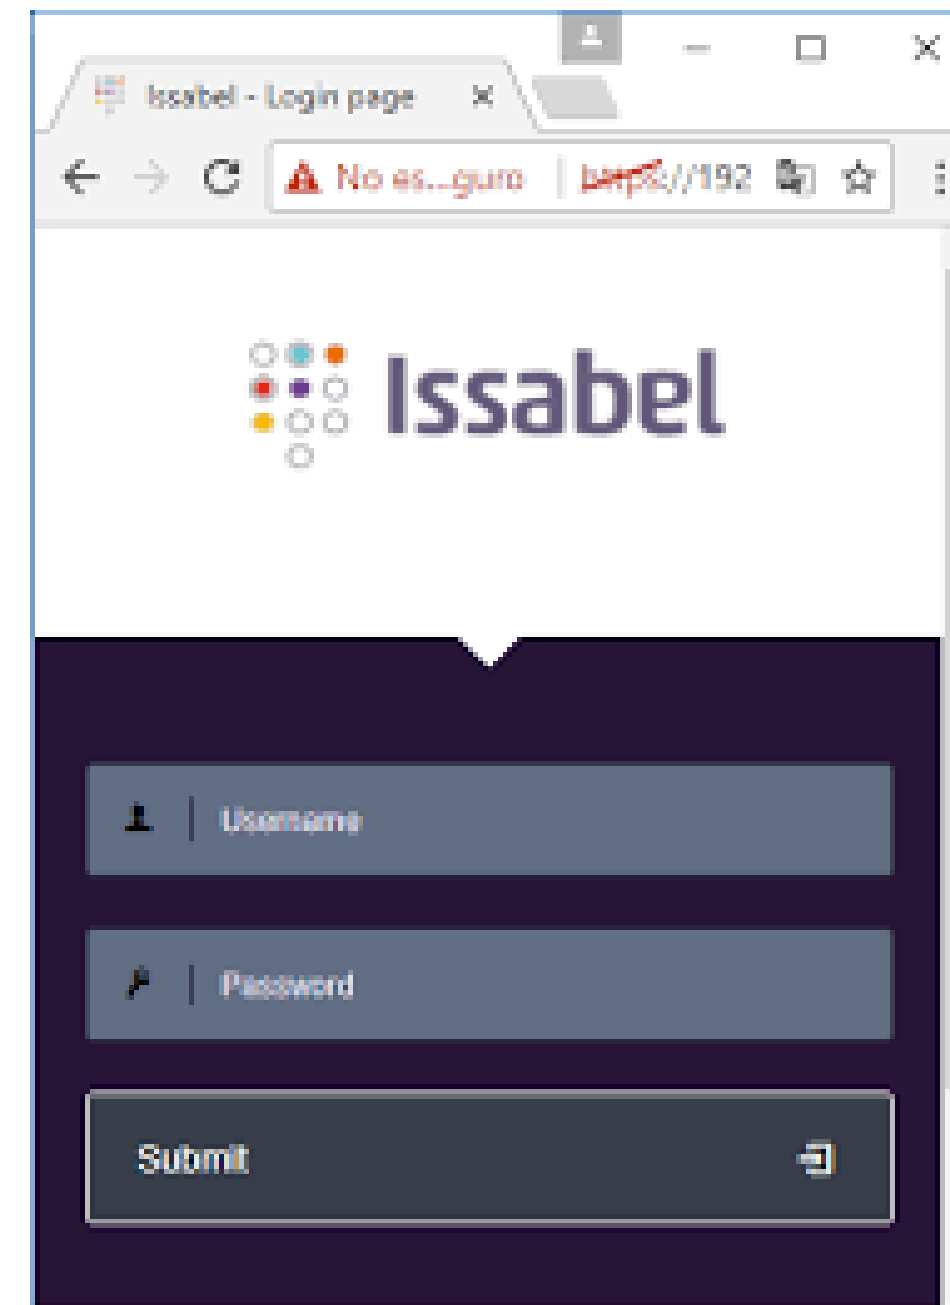 Issabel - Login page
No es...guro https://192
Issabel
Username
Password
Submit